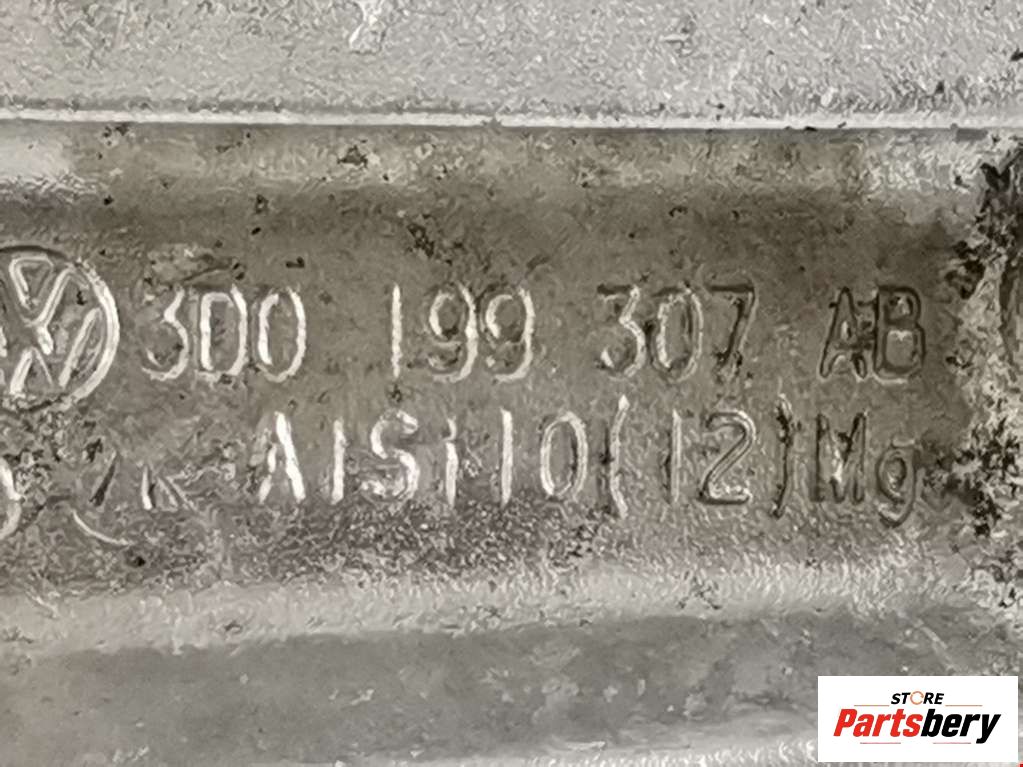 3D0 199 307 AB
AlSi10(12)Mg
STORE
Partsbery